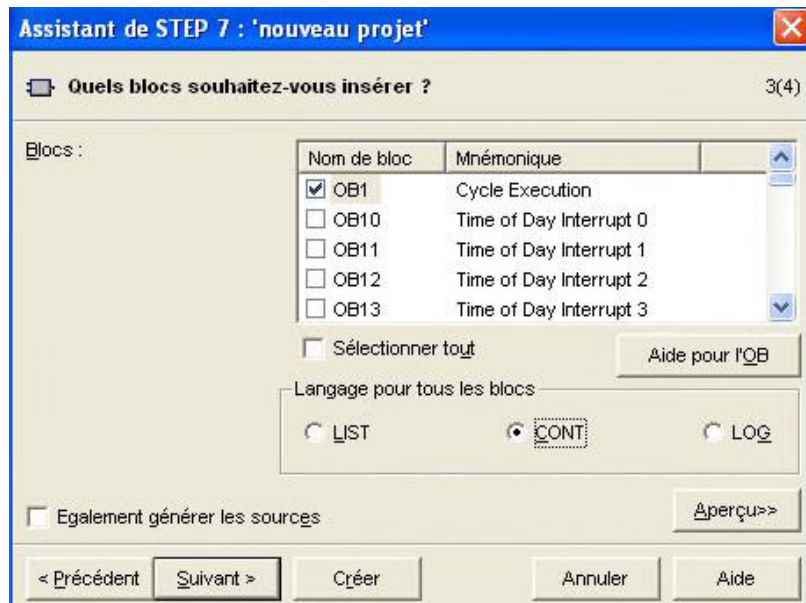 Assistant de STEP 7 : 'nouveau projet'
Quels blocs souhaitez-vous insérer ? 3(4)
Blocs :
Nom de bloc Mnémonique
OB1 Cycle Execution
OB10 Time of Day Interrupt 0
OB11 Time of Day Interrupt 1
OB12 Time of Day Interrupt 2
OB13 Time of Day Interrupt 3
Sélectionner tout Aide pour l'OB
Langage pour tous les blocs
LIST CONT LOG
Egalement générer les sources Aperçu>>
< Précédent Suivant > Créer Annuler Aide